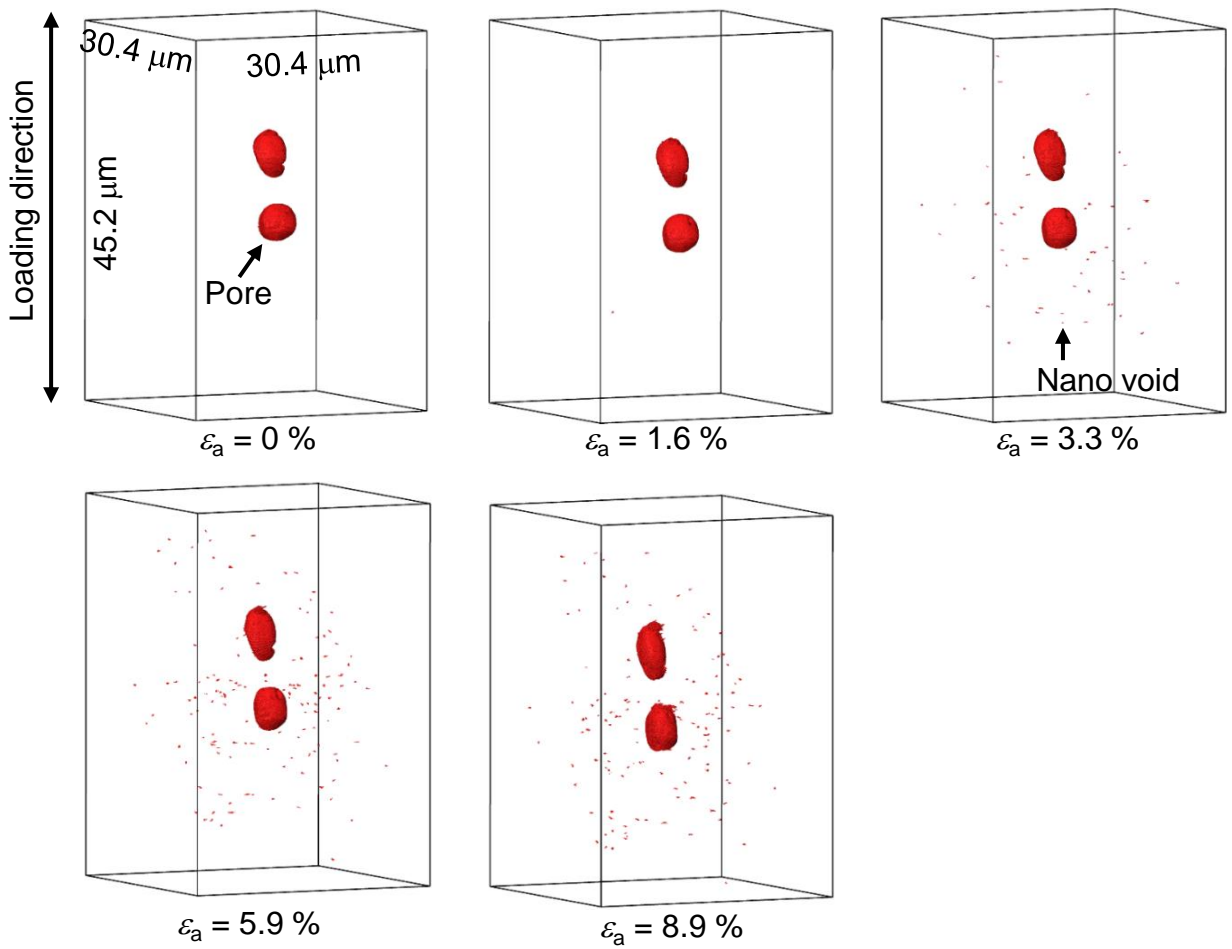 Loading direction
30.4 μm
30.4 μm
45.2 μm
Pore
Nano void
εa = 0 %
εa = 1.6 %
εa = 3.3 %
εa = 5.9 %
εa = 8.9 %